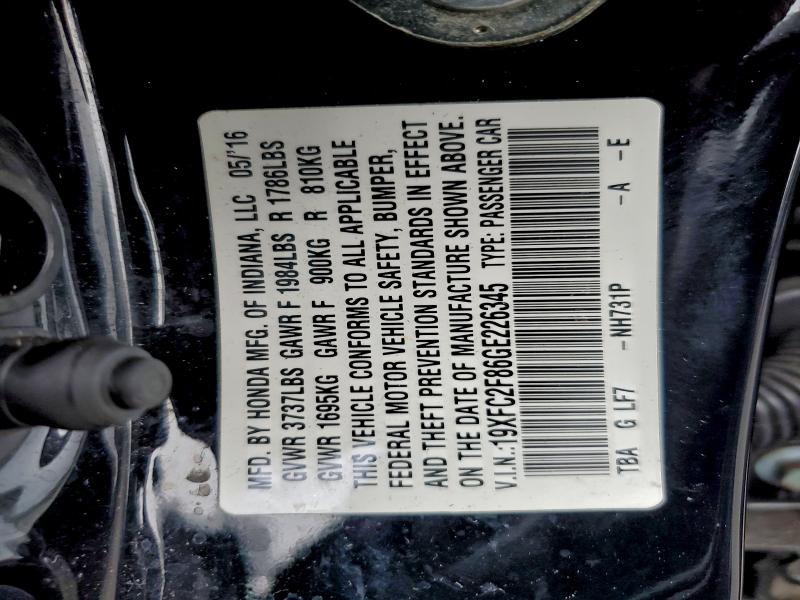 MFD. BY HONDA MFG. OF INDIANA, LLC 05/'16
GVWR 3737LBS GAWR F 1984LBS R 1786LBS
GVWR 1695KG GAWR F 900KG R 810KG
THIS VEHICLE CONFORMS TO ALL APPLICABLE
FEDERAL MOTOR VEHICLE SAFETY, BUMPER,
AND THEFT PREVENTION STANDARDS IN EFFECT
ON THE DATE OF MANUFACTURE SHOWN ABOVE.
V.I.N.:19XFC2F86GE226345 TYPE: PASSENGER CAR
TBA G LF7 -NH731P -A -E